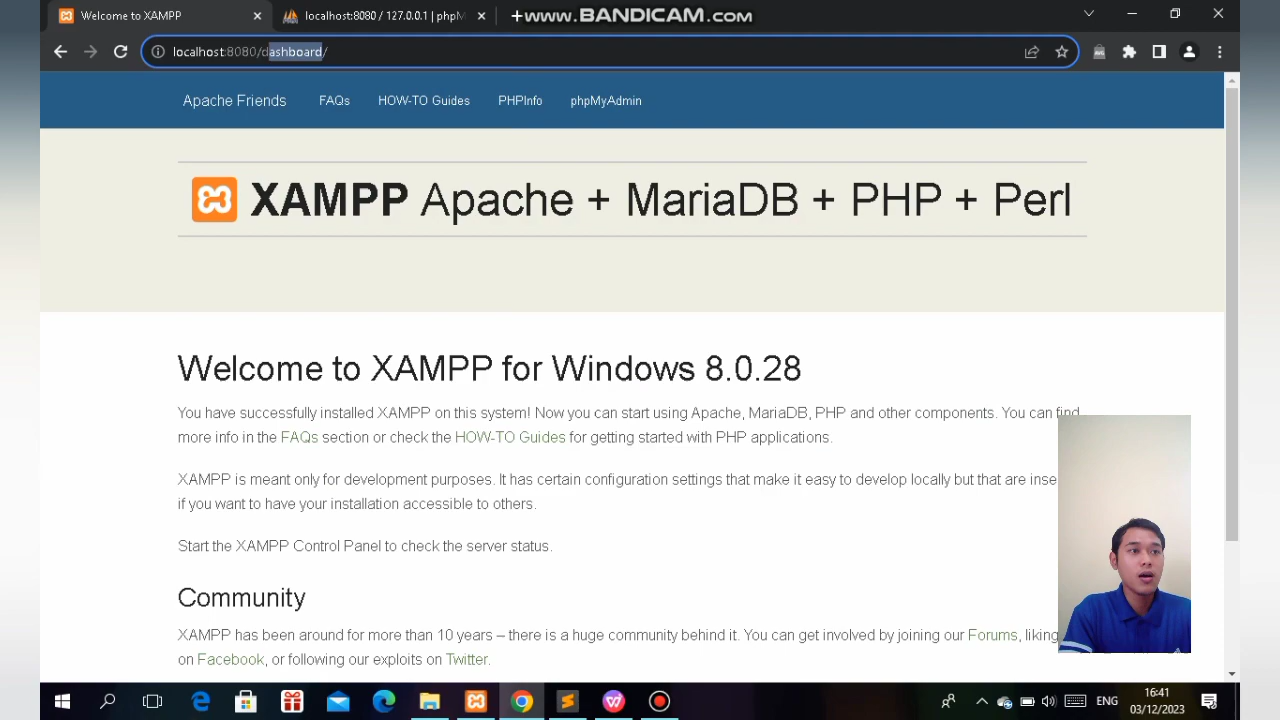 Welcome to XAMPP
localhost:8080 / 127.0.0.1 | phpM
www.BANDICAM.com
localhost:8080/dashboard/
Apache Friends FAQs HOW-TO Guides PHPInfo phpMyAdmin
XAMPP Apache + MariaDB + PHP + Perl
Welcome to XAMPP for Windows 8.0.28
You have successfully installed XAMPP on this system! Now you can start using Apache, MariaDB, PHP and other components. You can find
more info in the FAQs section or check the HOW-TO Guides for getting started with PHP applications.
XAMPP is meant only for development purposes. It has certain configuration settings that make it easy to develop locally but that are inse
if you want to have your installation accessible to others.
Start the XAMPP Control Panel to check the server status.
Community
XAMPP has been around for more than 10 years – there is a huge community behind it. You can get involved by joining our Forums, liking
on Facebook, or following our exploits on Twitter.
ENG
16:41
03/12/2023